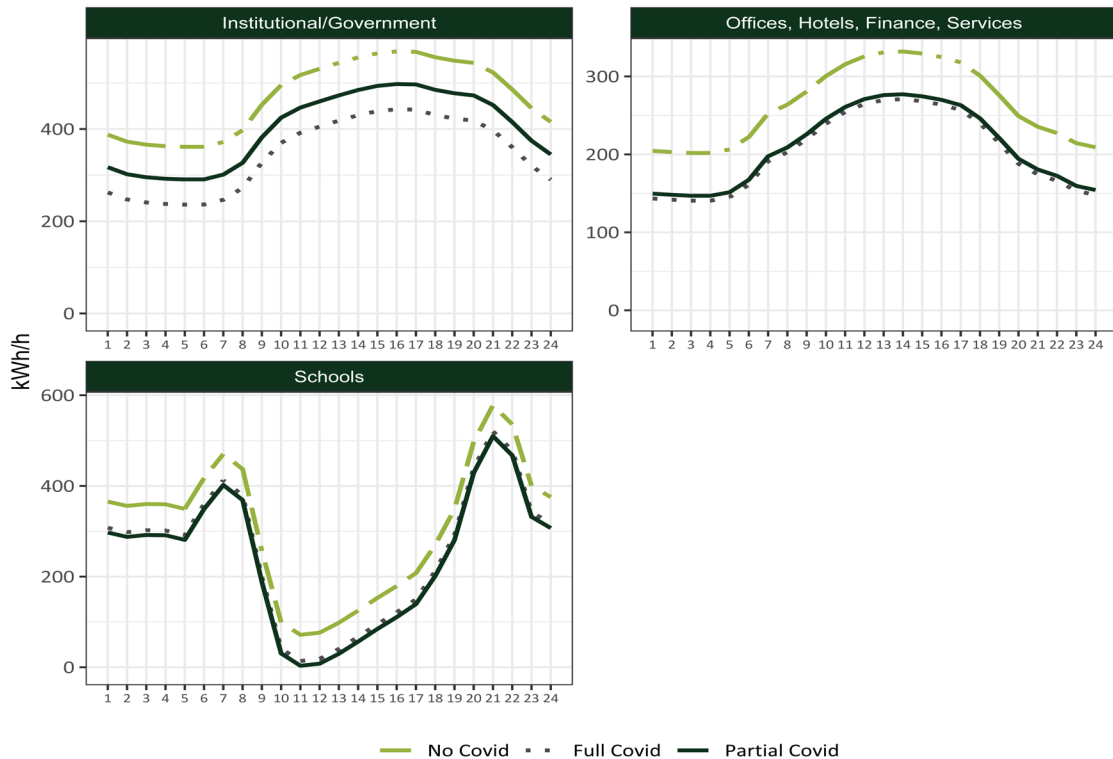 Institutional/Government
Offices, Hotels, Finance, Services
400
200
0
300
200
100
0
1 2 3 4 5 6 7 8 9 10 11 12 13 14 15 16 17 18 19 20 21 22 23 24
1 2 3 4 5 6 7 8 9 10 11 12 13 14 15 16 17 18 19 20 21 22 23 24
kWh/h
Schools
600
400
200
0
1 2 3 4 5 6 7 8 9 10 11 12 13 14 15 16 17 18 19 20 21 22 23 24
No Covid Full Covid Partial Covid